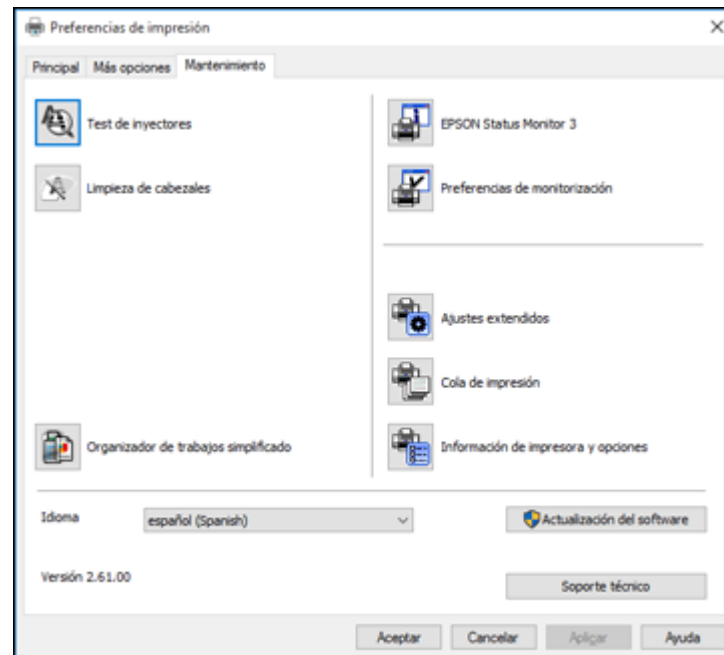 Preferencias de impresión
Principal Más opciones Mantenimiento
Test de inyectores
EPSON Status Monitor 3
Limpieza de cabezales
Preferencias de monitorización
Ajustes extendidos
Cola de impresión
Organizador de trabajos simplificado
Información de impresora y opciones
Idioma
español (Spanish)
Actualización del software
Versión 2.61.00
Soporte técnico
Aceptar Cancelar Aplicar Ayuda